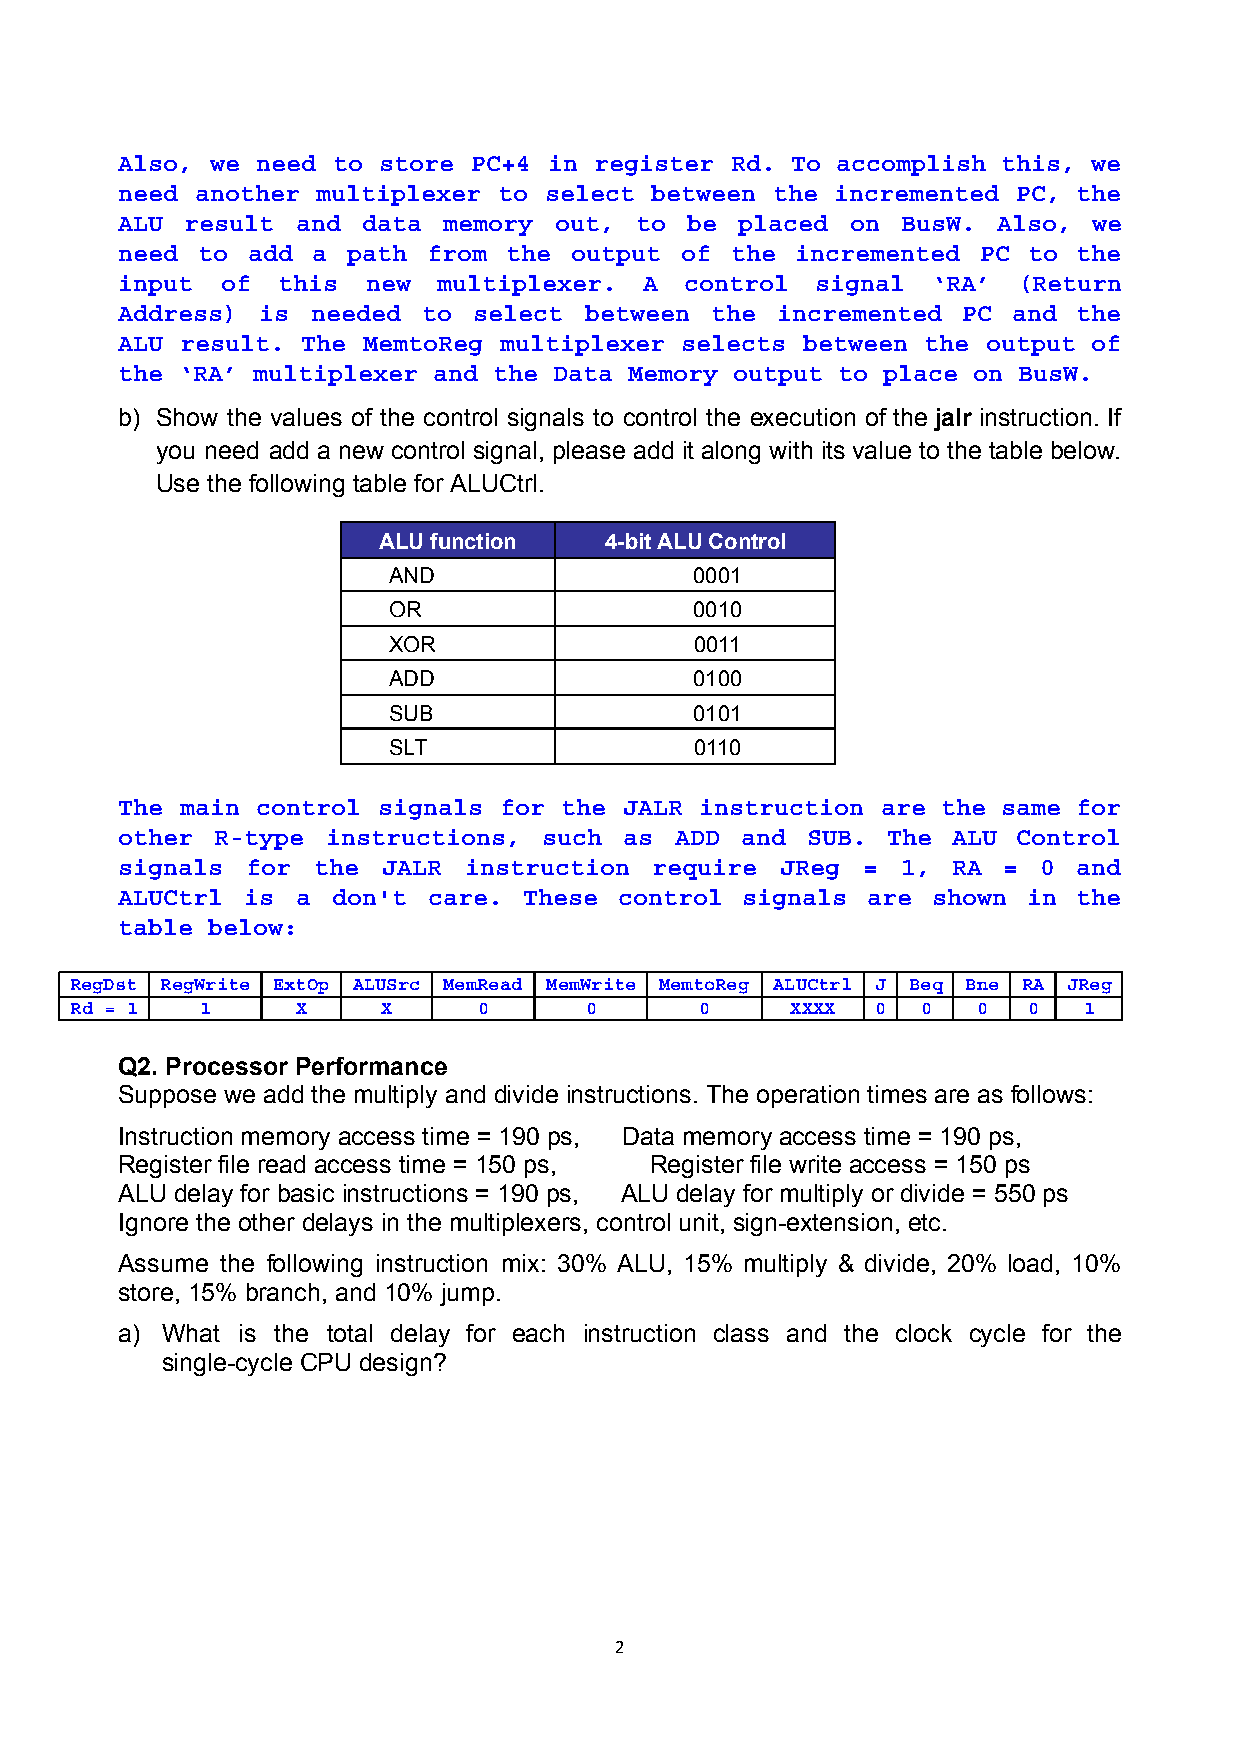 Also, we need to store PC+4 in register Rd. To accomplish this, we
need another multiplexer to select between the incremented PC, the
ALU result and data memory out, to be placed on BusW. Also, we
need to add a path from the output of the incremented PC to the
input of this new multiplexer. A control signal ‘RA’ (Return
Address) is needed to select between the incremented PC and the
ALU result. The MemtoReg multiplexer selects between the output of
the ‘RA’ multiplexer and the Data Memory output to place on BusW.
b) Show the values of the control signals to control the execution of the jalr instruction. If
you need add a new control signal, please add it along with its value to the table below.
Use the following table for ALUCtrl.
ALU function 4-bit ALU Control
AND 0001
OR 0010
XOR 0011
ADD 0100
SUB 0101
SLT 0110
The main control signals for the JALR instruction are the same for
other R-type instructions, such as ADD and SUB. The ALU Control
signals for the JALR instruction require JReg = 1, RA = 0 and
ALUCtrl is a don't care. These control signals are shown in the
table below:
RegDst RegWrite ExtOp ALUSrc MemRead MemWrite MemtoReg ALUCtrl J Beq Bne RA JReg
Rd = 1 1 X X 0 0 0 XXXX 0 0 0 0 1
Q2. Processor Performance
Suppose we add the multiply and divide instructions. The operation times are as follows:
Instruction memory access time = 190 ps, Data memory access time = 190 ps,
Register file read access time = 150 ps, Register file write access = 150 ps
ALU delay for basic instructions = 190 ps, ALU delay for multiply or divide = 550 ps
Ignore the other delays in the multiplexers, control unit, sign-extension, etc.
Assume the following instruction mix: 30% ALU, 15% multiply & divide, 20% load, 10%
store, 15% branch, and 10% jump.
a) What is the total delay for each instruction class and the clock cycle for the
single-cycle CPU design?
2